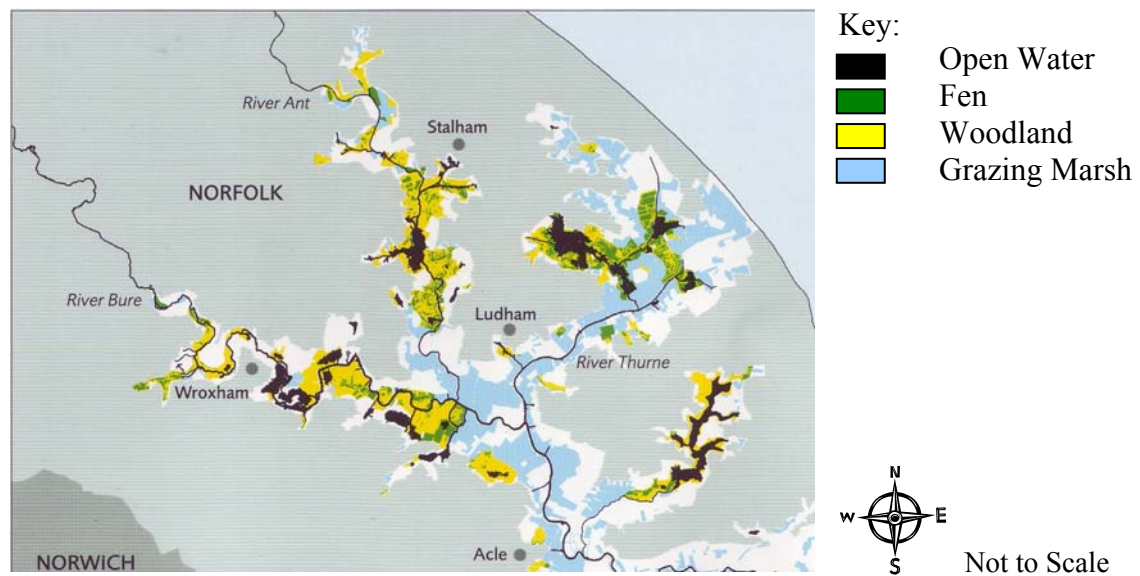 River Ant
Stalham
NORFOLK
River Bure
Ludham
River Thurne
Wroxham
Acle
NORWICH
Key:
Open Water
Fen
Woodland
Grazing Marsh
N
W E
S
Not to Scale